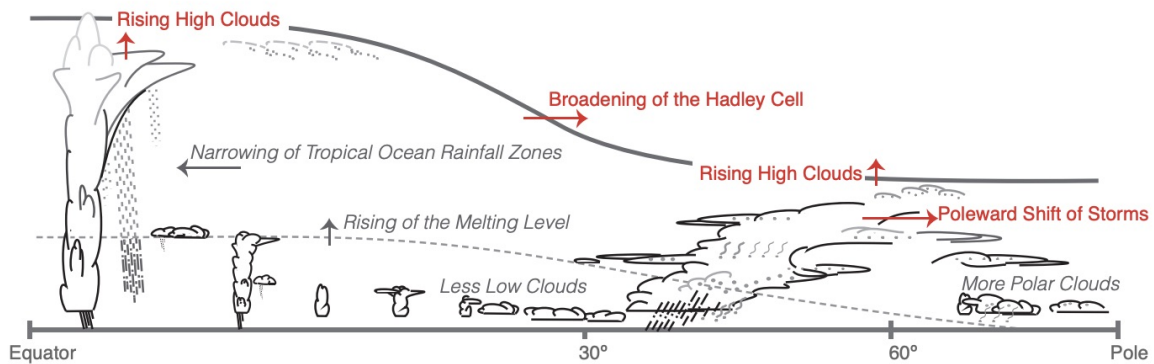 Rising High Clouds
Broadening of the Hadley Cell
Narrowing of Tropical Ocean Rainfall Zones
Rising High Clouds
Poleward Shift of Storms
Rising of the Melting Level
Less Low Clouds
More Polar Clouds
Equator
30°
60°
Pole